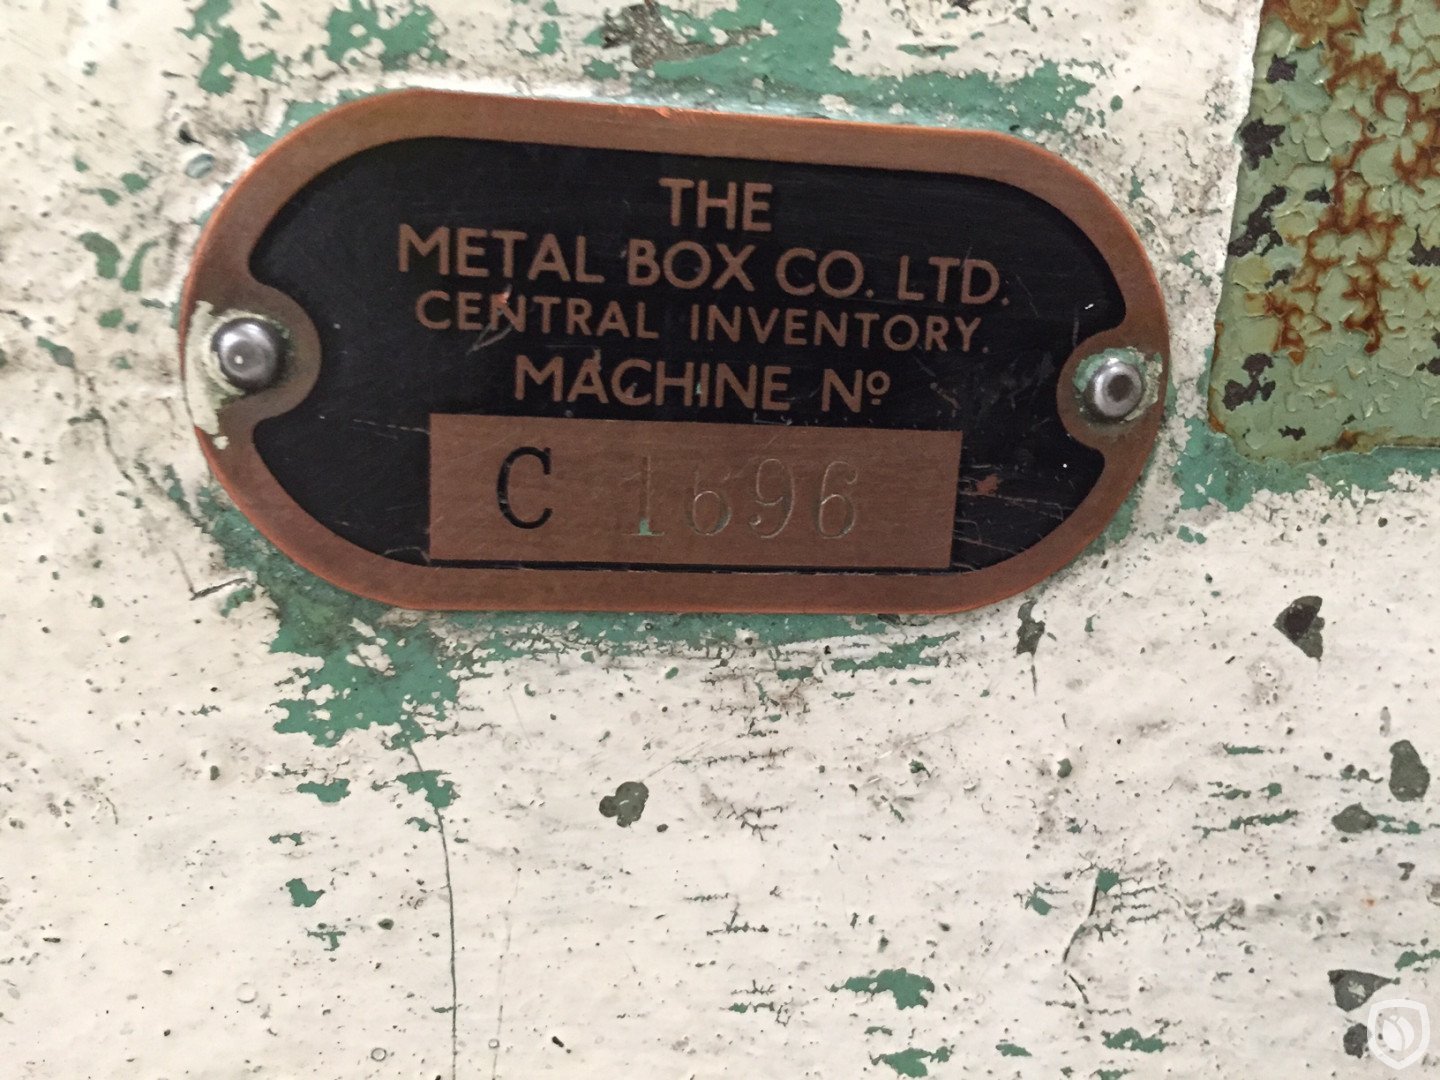 THE
METAL BOX CO. LTD.
CENTRAL INVENTORY.
MACHINE Nº
C 1696